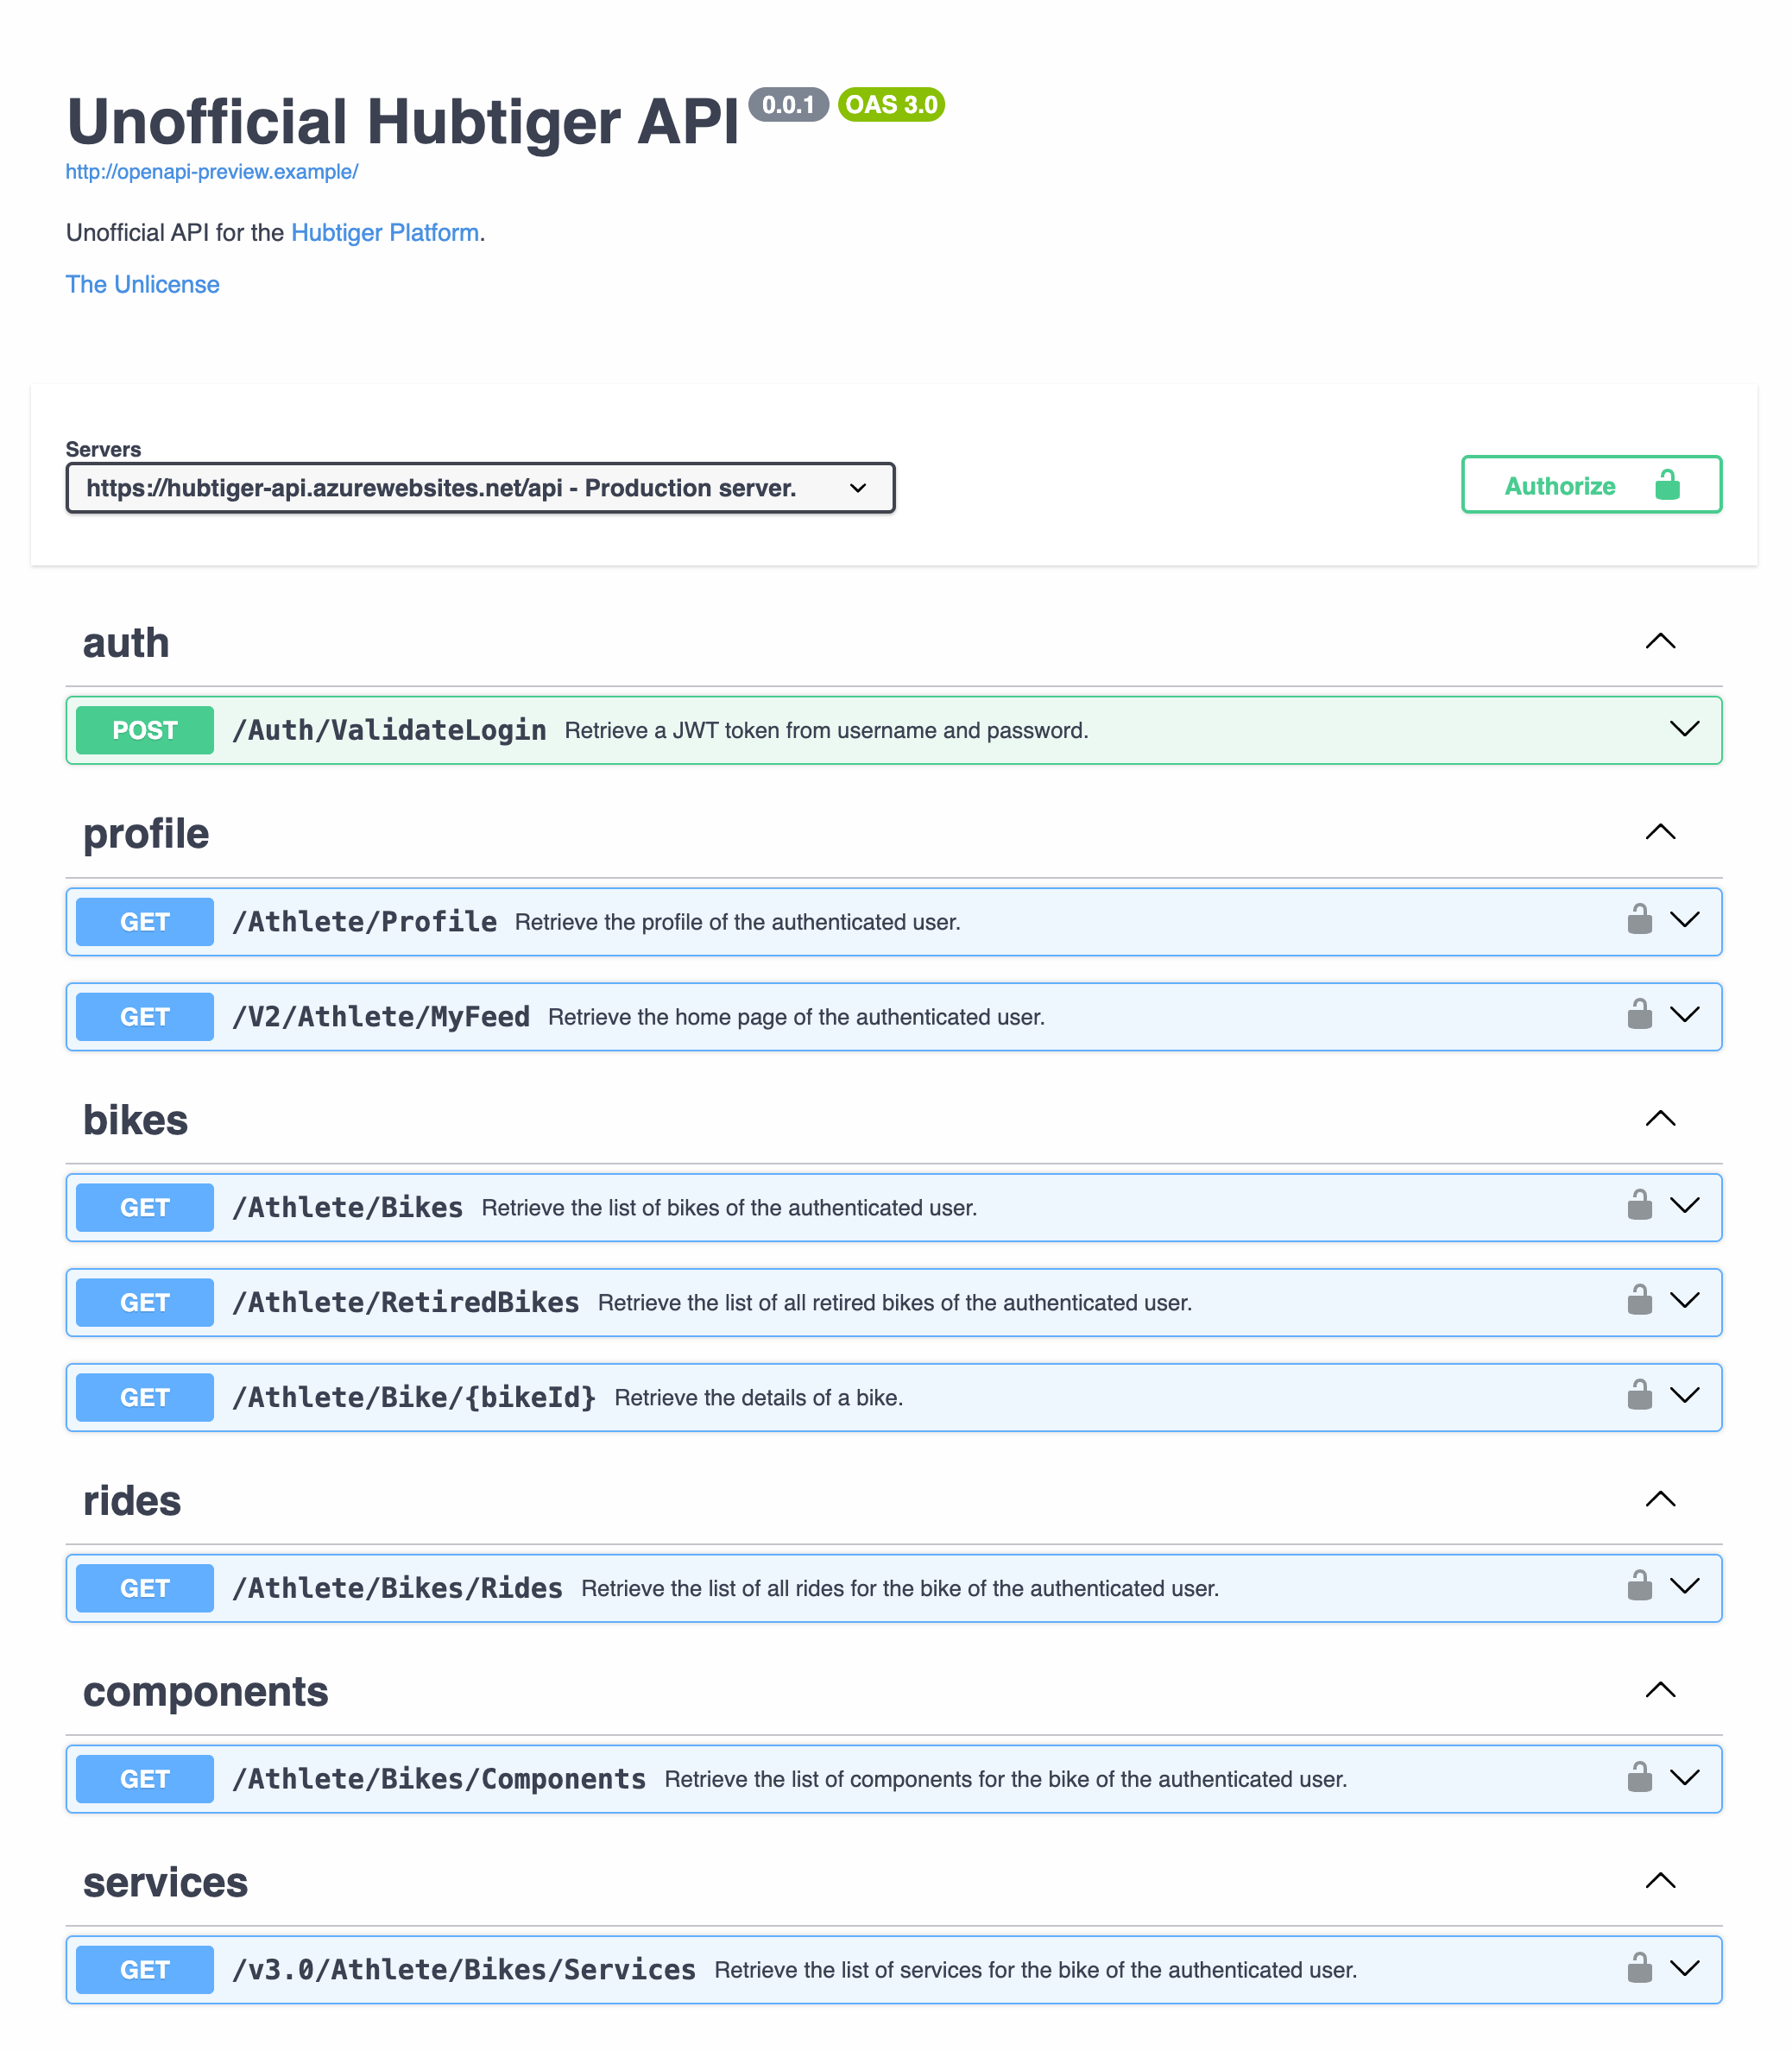 Unofficial Hubtiger API 0.0.1 OAS 3.0
http://openapi-preview.example/
Unofficial API for the Hubtiger Platform.
The Unlicense
Servers
https://hubtiger-api.azurewebsites.net/api - Production server.
Authorize
auth
POST /Auth/ValidateLogin Retrieve a JWT token from username and password.
profile
GET /Athlete/Profile Retrieve the profile of the authenticated user.
GET /V2/Athlete/MyFeed Retrieve the home page of the authenticated user.
bikes
GET /Athlete/Bikes Retrieve the list of bikes of the authenticated user.
GET /Athlete/RetiredBikes Retrieve the list of all retired bikes of the authenticated user.
GET /Athlete/Bike/{bikeId} Retrieve the details of a bike.
rides
GET /Athlete/Bikes/Rides Retrieve the list of all rides for the bike of the authenticated user.
components
GET /Athlete/Bikes/Components Retrieve the list of components for the bike of the authenticated user.
services
GET /v3.0/Athlete/Bikes/Services Retrieve the list of services for the bike of the authenticated user.